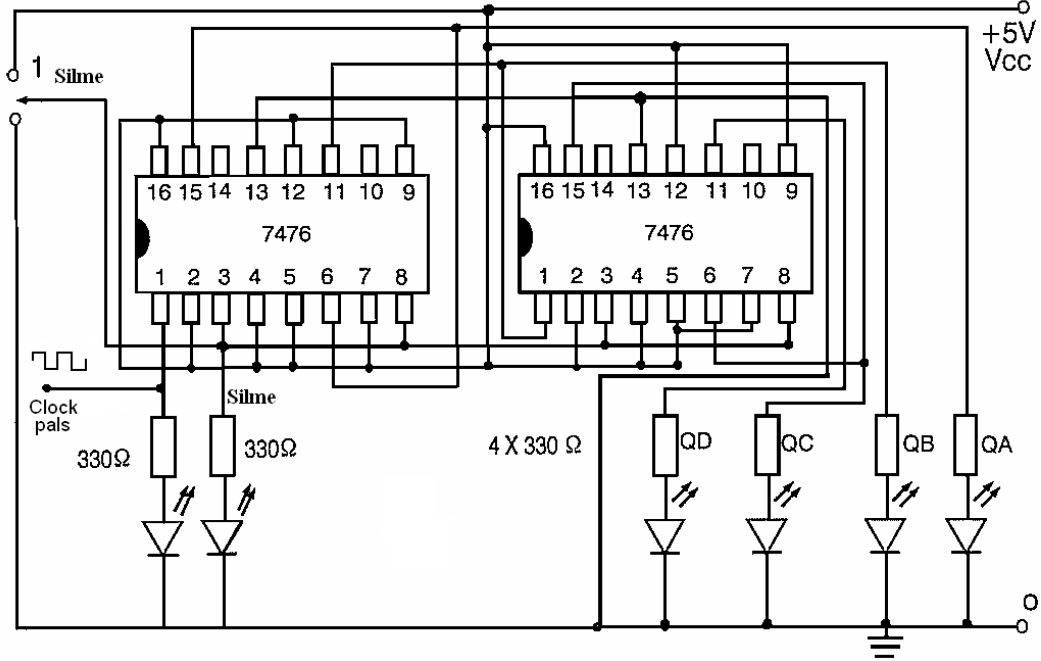 +5V
Vcc
1 Silme
16 15 14 13 12 11 10 9
7476
1 2 3 4 5 6 7 8
16 15 14 13 12 11 10 9
7476
1 2 3 4 5 6 7 8
Clock
pals
Silme
330Ω
330Ω
4 X 330 Ω
QD
QC
QB
QA
0